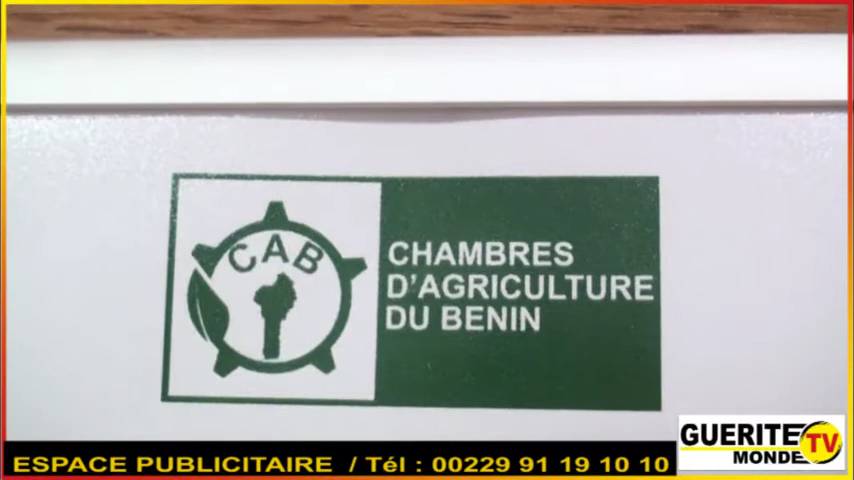 CAB
CHAMBRES
D'AGRICULTURE
DU BENIN
ESPACE PUBLICITAIRE / Tél : 00229 91 19 10 10
GUERITE TV
MONDE